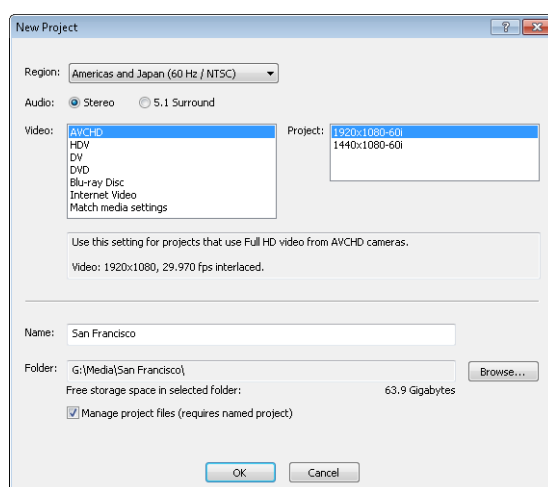 New Project
Region: Americas and Japan (60 Hz / NTSC)
Audio: Stereo 5.1 Surround
Video: AVCHD
HDV
DV
DVD
Blu-ray Disc
Internet Video
Match media settings
Project: 1920x1080-60i
1440x1080-60i
Use this setting for projects that use Full HD video from AVCHD cameras.
Video: 1920x1080, 29.970 fps interlaced.
Name: San Francisco
Folder: G:\Media\San Francisco\ Browse...
Free storage space in selected folder: 63.9 Gigabytes
Manage project files (requires named project)
OK Cancel